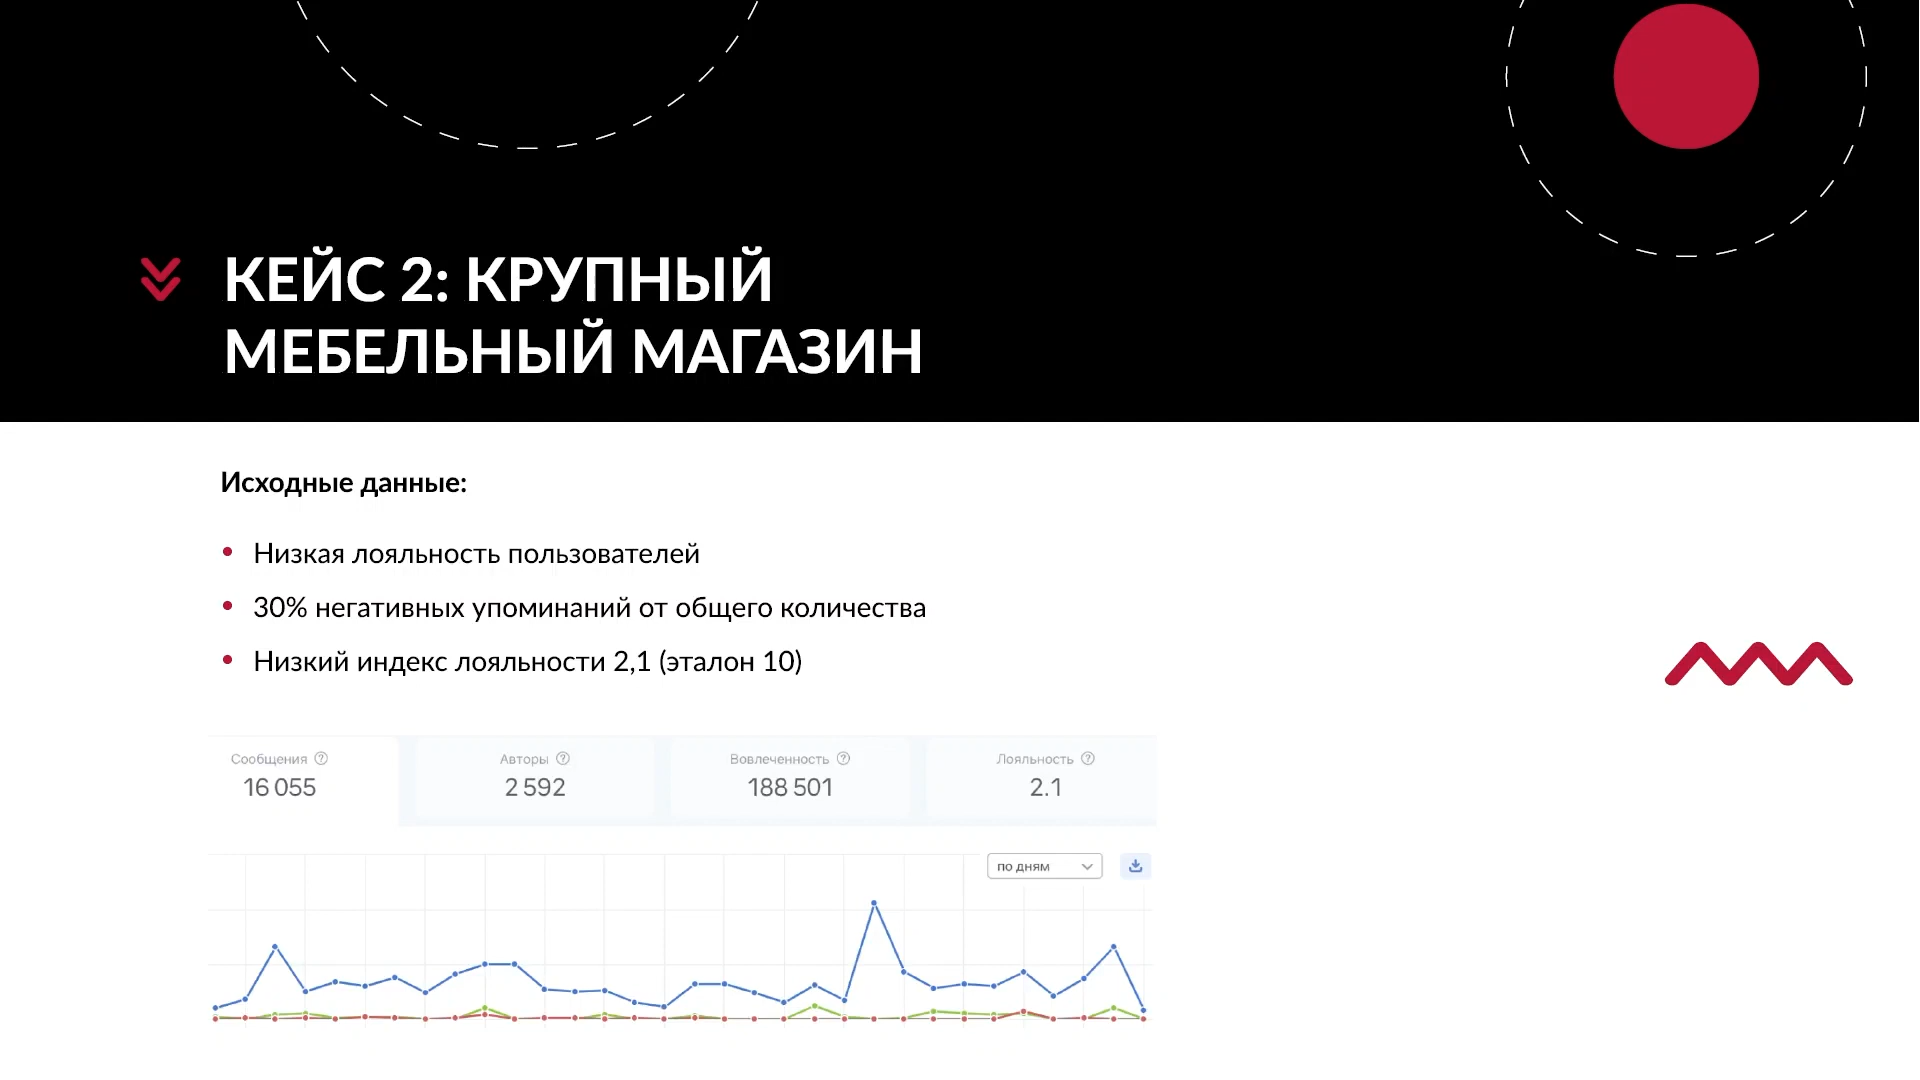 КЕЙС 2: КРУПНЫЙ
МЕБЕЛЬНЫЙ МАГАЗИН
Исходные данные:
• Низкая лояльность пользователей
• 30% негативных упоминаний от общего количества
• Низкий индекс лояльности 2,1 (эталон 10)
Сообщения ? Авторы ? Вовлеченность ? Лояльность ?
16 055 2 592 188 501 2.1
по дням